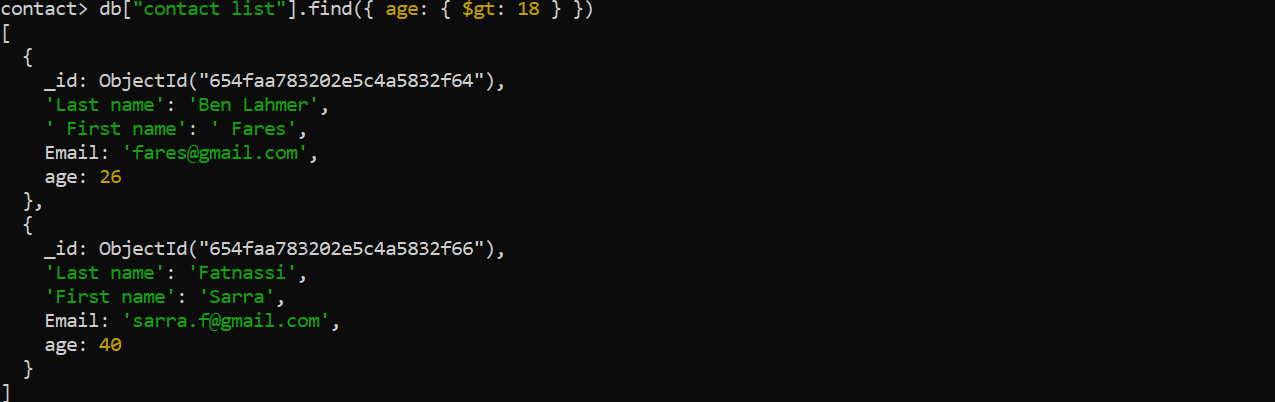 contact> db["contact list"].find({ age: { $gt: 18 } })
[
  {
    _id: ObjectId("654faa783202e5c4a5832f64"),
    'Last name': 'Ben Lahmer',
    ' First name': ' Fares',
    Email: 'fares@gmail.com',
    age: 26
  },
  {
    _id: ObjectId("654faa783202e5c4a5832f66"),
    'Last name': 'Fatnassi',
    'First name': 'Sarra',
    Email: 'sarra.f@gmail.com',
    age: 40
  }
]